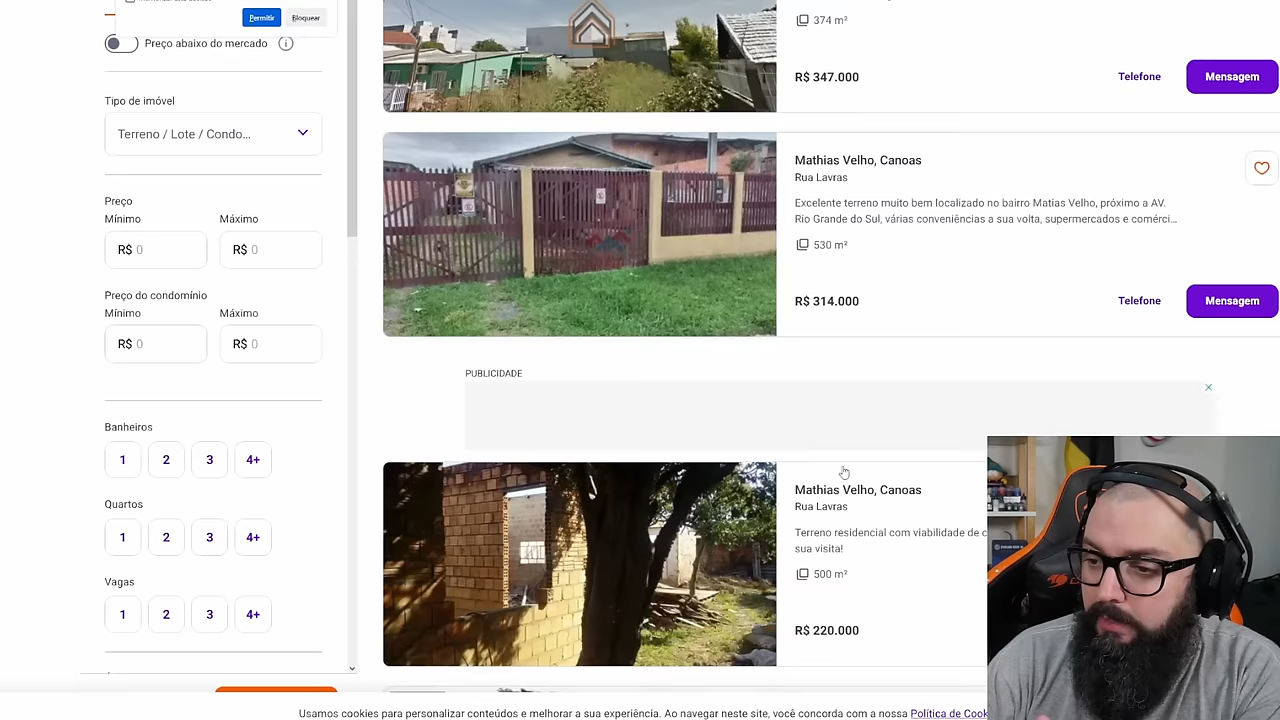 Permitir
Bloquear
Preço abaixo do mercado
Tipo de imóvel
Terreno / Lote / Condo...
Preço
Mínimo
Máximo
R$ 0
R$ 0
Preço do condomínio
Mínimo
Máximo
R$ 0
R$ 0
Banheiros
1
2
3
4+
Quartos
1
2
3
4+
Vagas
1
2
3
4+
374 m²
R$ 347.000
Telefone
Mensagem
Mathias Velho, Canoas
Rua Lavras
Excelente terreno muito bem localizado no bairro Matias Velho, próximo a AV.
Rio Grande do Sul, várias conveniências a sua volta, supermercados e comérci...
530 m²
R$ 314.000
Telefone
Mensagem
PUBLICIDADE
Mathias Velho, Canoas
Rua Lavras
Terreno residencial com viabilidade de c
sua visita!
500 m²
R$ 220.000
Usamos cookies para personalizar conteúdos e melhorar a sua experiência. Ao navegar neste site, você concorda com a nossa Política de Cook